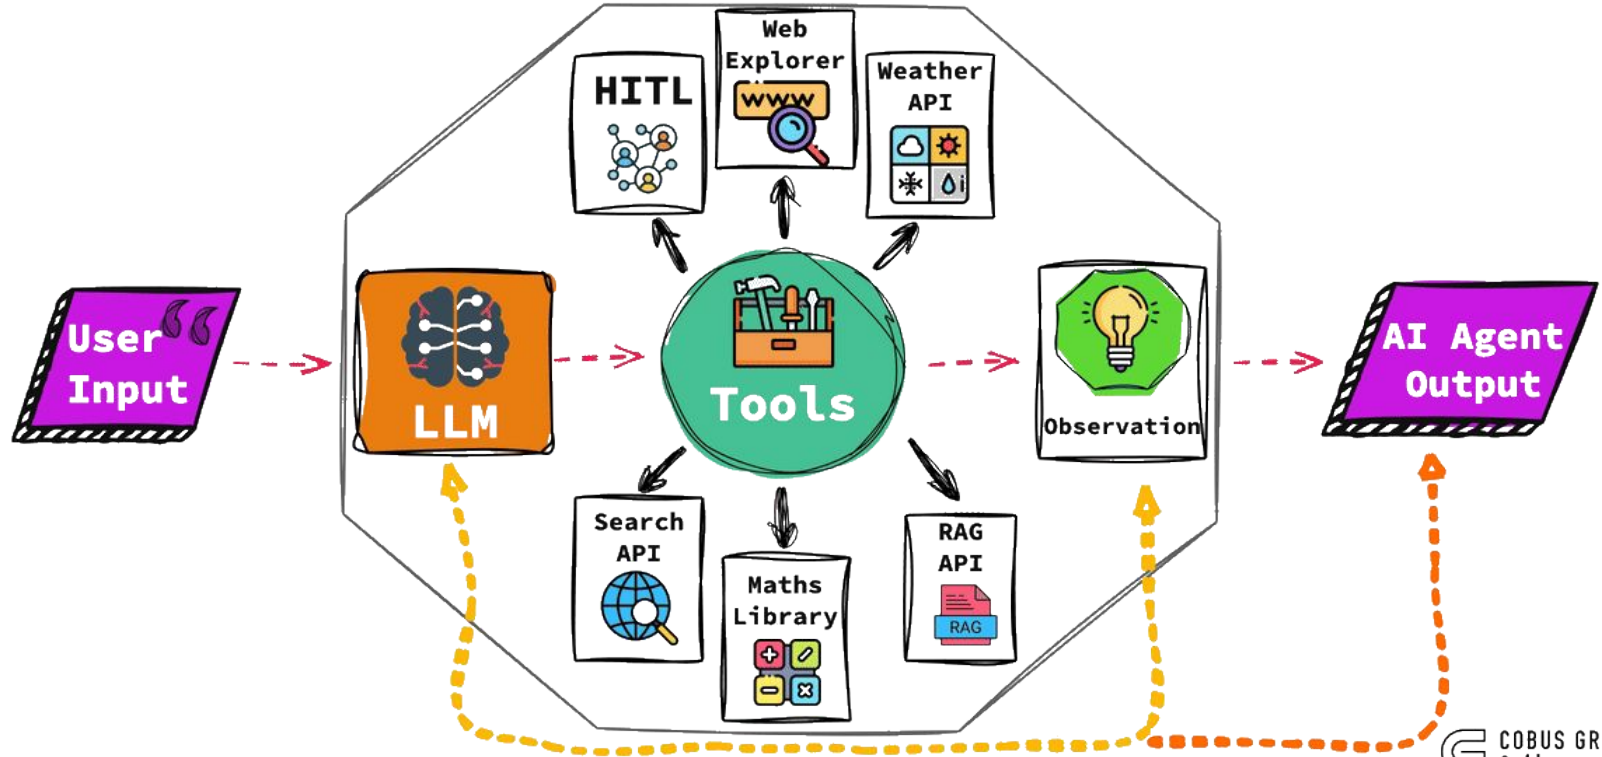 Web
Explorer
WWW
HITL
Weather
API
User
Input
LLM
Tools
Observation
AI Agent
Output
Search
API
Maths
Library
RAG
API
RAG
COBUS GR